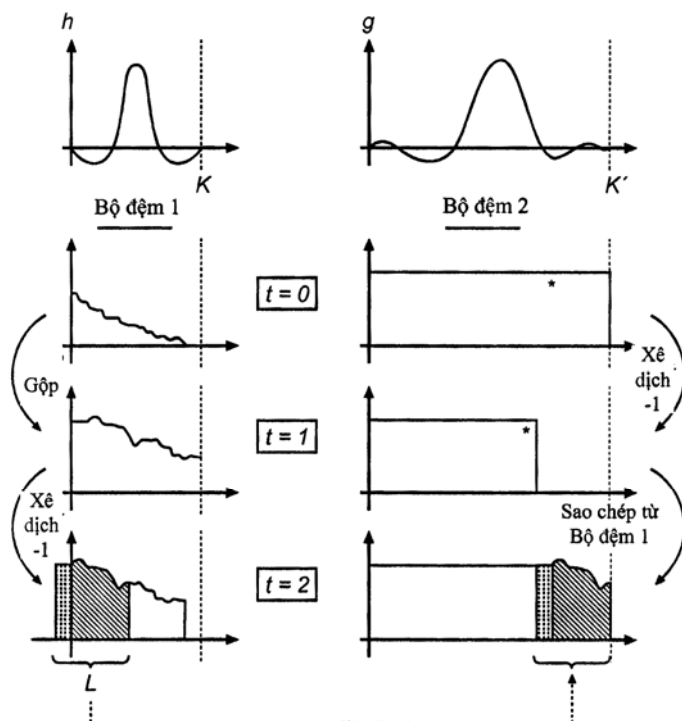 h
g
K
K´
Bộ đệm 1
Bộ đệm 2
t = 0
*
Gộp
Xê
dịch
-1
t = 1
*
Xê
dịch
-1
Sao chép từ
Bộ đệm 1
t = 2
L